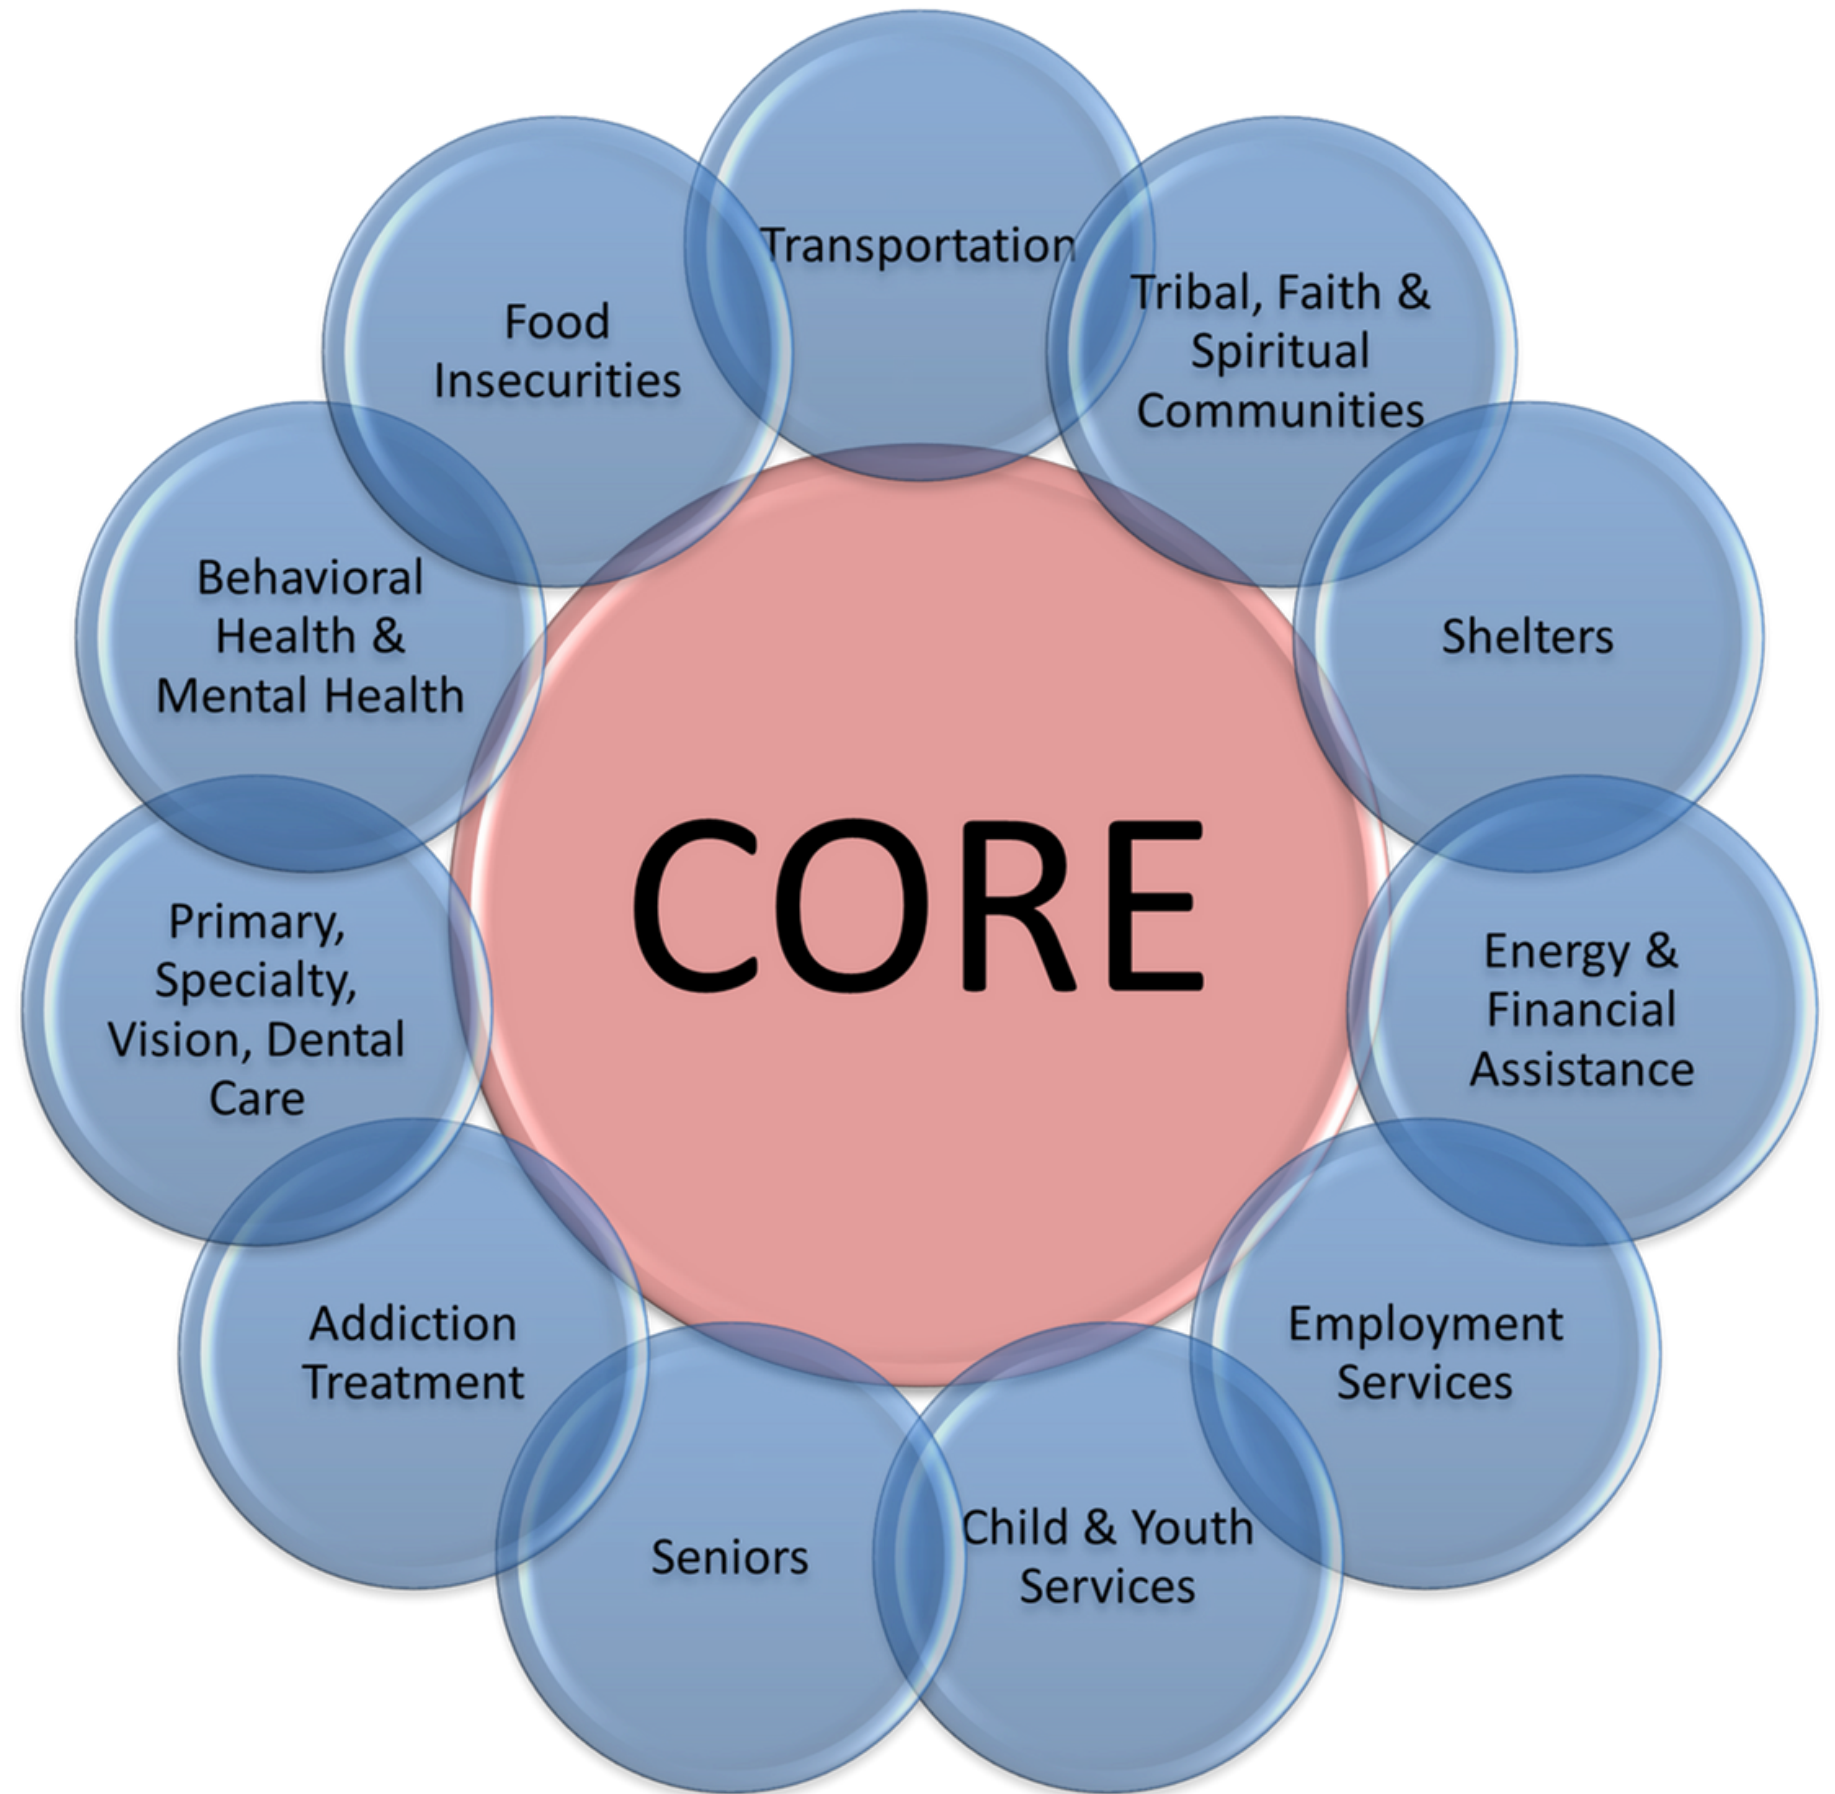 Transportation
Tribal, Faith &
Spiritual
Communities
Shelters
Energy &
Financial
Assistance
Employment
Services
Child & Youth
Services
Seniors
Addiction
Treatment
Primary,
Specialty,
Vision, Dental
Care
Behavioral
Health &
Mental Health
Food
Insecurities
CORE